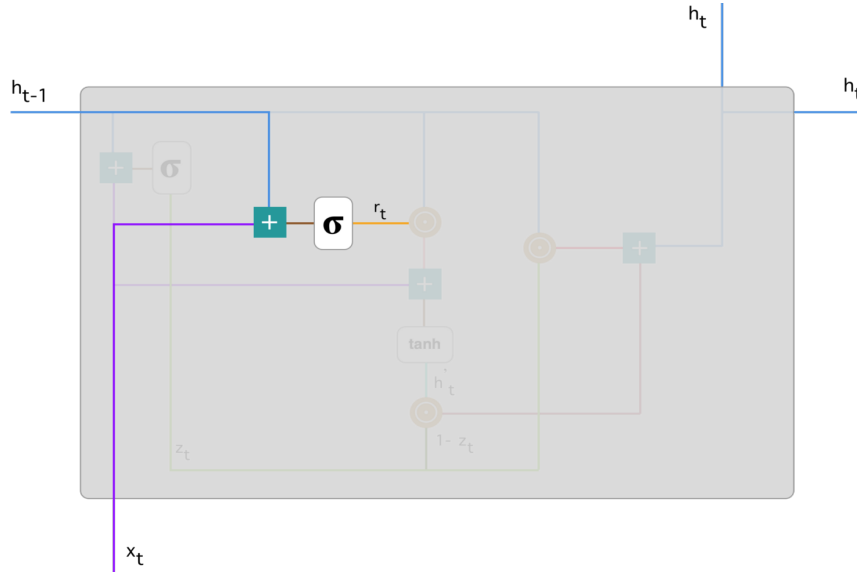 h_t
h_t-1
h_t
σ
+
σ
r_t
+
+
+
tanh
h'_t
z_t
1- z_t
x_t